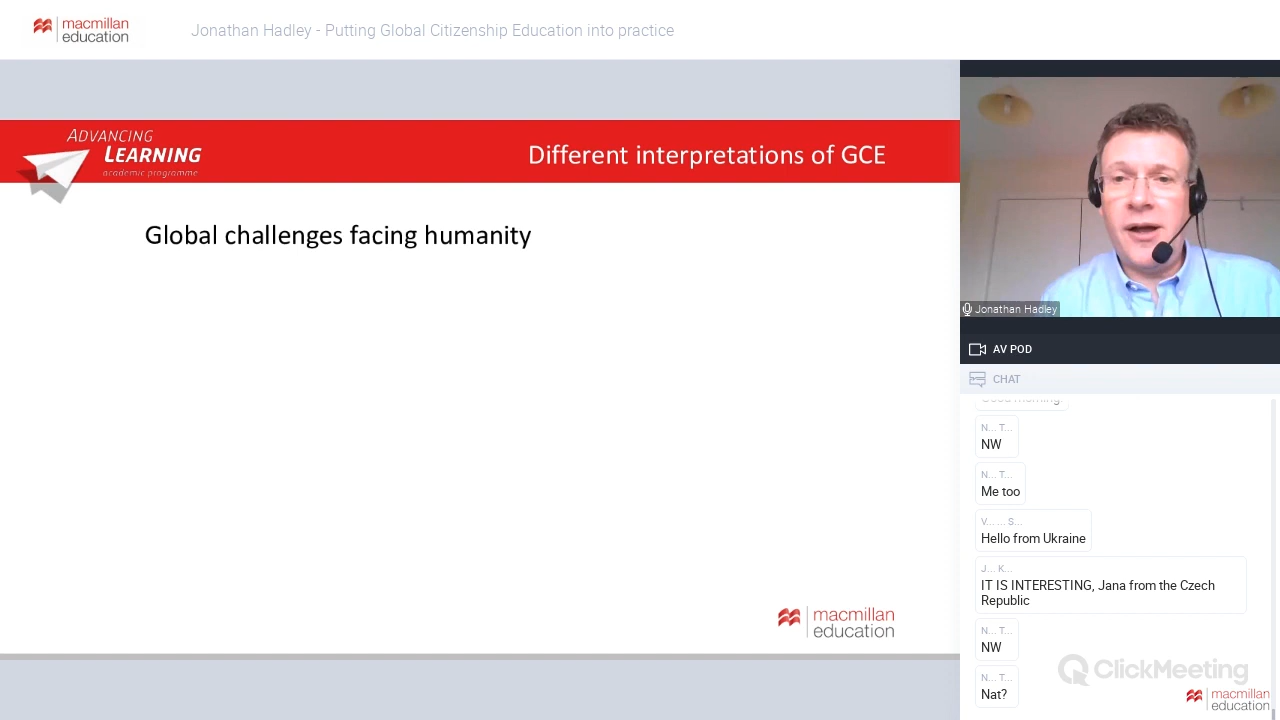 macmillan
education
Jonathan Hadley - Putting Global Citizenship Education into practice
ADVANCING
LEARNING
academic programme
Different interpretations of GCE
Global challenges facing humanity
macmillan
education
Jonathan Hadley
AV POD
CHAT
Good morning.
N... T...
NW
N... T...
Me too
V... ... S...
Hello from Ukraine
J... K...
IT IS INTERESTING, Jana from the Czech
Republic
N... T...
NW
N... T...
Nat?
ClickMeeting
macmillan
education